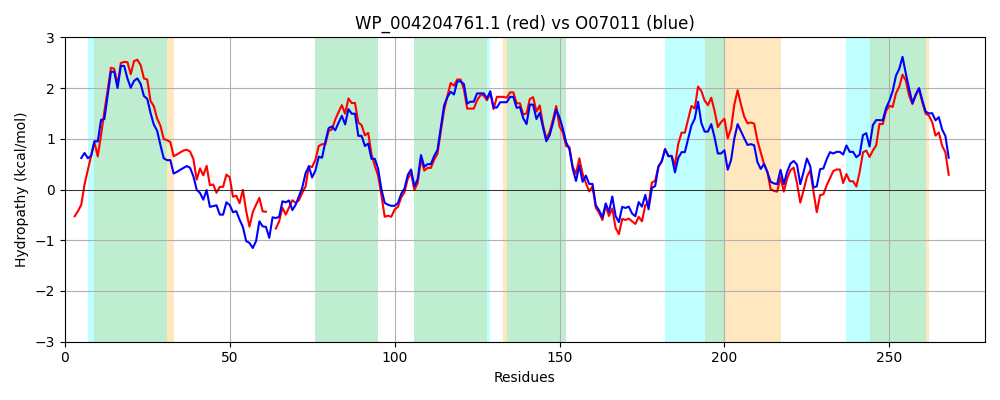 WP_004204761.1 (red) vs O07011 (blue)
Hydropathy (kcal/mol)
3
2
1
0
−1
−2
−3
0 50 100 150 200 250
Residues